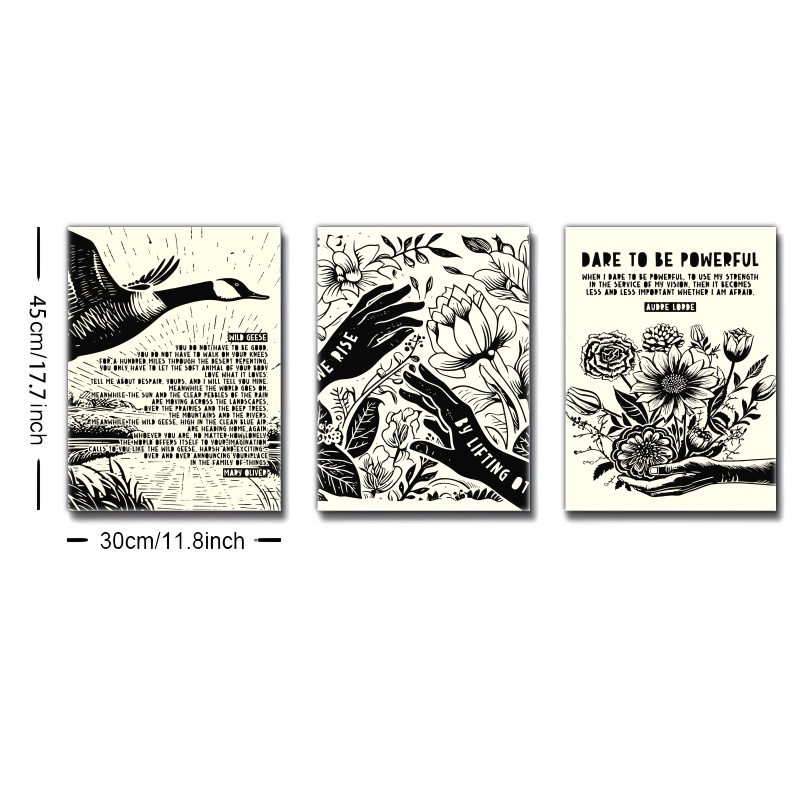 45cm/17.7inch
30cm/11.8inch
WILD GEESE
YOU DO NOT HAVE TO BE GOOD.
YOU DO NOT HAVE TO WALK ON YOUR KNEES
FOR A HUNDRED MILES THROUGH THE DESERT REPENTING.
YOU ONLY HAVE TO LET THE SOFT ANIMAL OF YOUR BODY
LOVE WHAT IT LOVES.
TELL ME ABOUT DESPAIR, YOURS, AND I WILL TELL YOU MINE.
MEANWHILE THE WORLD GOES ON.
MEANWHILE THE SUN AND THE CLEAR PEBBLES OF THE RAIN
ARE MOVING ACROSS THE LANDSCAPES,
OVER THE PRAIRIES AND THE DEEP TREES,
THE MOUNTAINS AND THE RIVERS.
MEANWHILE THE WILD GEESE, HIGH IN THE CLEAN BLUE AIR,
ARE HEADING HOME AGAIN.
WHOEVER YOU ARE, NO MATTER HOW LONELY,
THE WORLD OFFERS ITSELF TO YOUR IMAGINATION,
CALLS TO YOU LIKE THE WILD GEESE, HARSH AND EXCITING-
OVER AND OVER ANNOUNCING YOUR PLACE
IN THE FAMILY OF THINGS.
MARY OLIVER
WE RISE
BY LIFTING OT
DARE TO BE POWERFUL
WHEN I DARE TO BE POWERFUL, TO USE MY STRENGTH
IN THE SERVICE OF MY VISION, THEN IT BECOMES
LESS AND LESS IMPORTANT WHETHER I AM AFRAID.
AUDRE LORDE